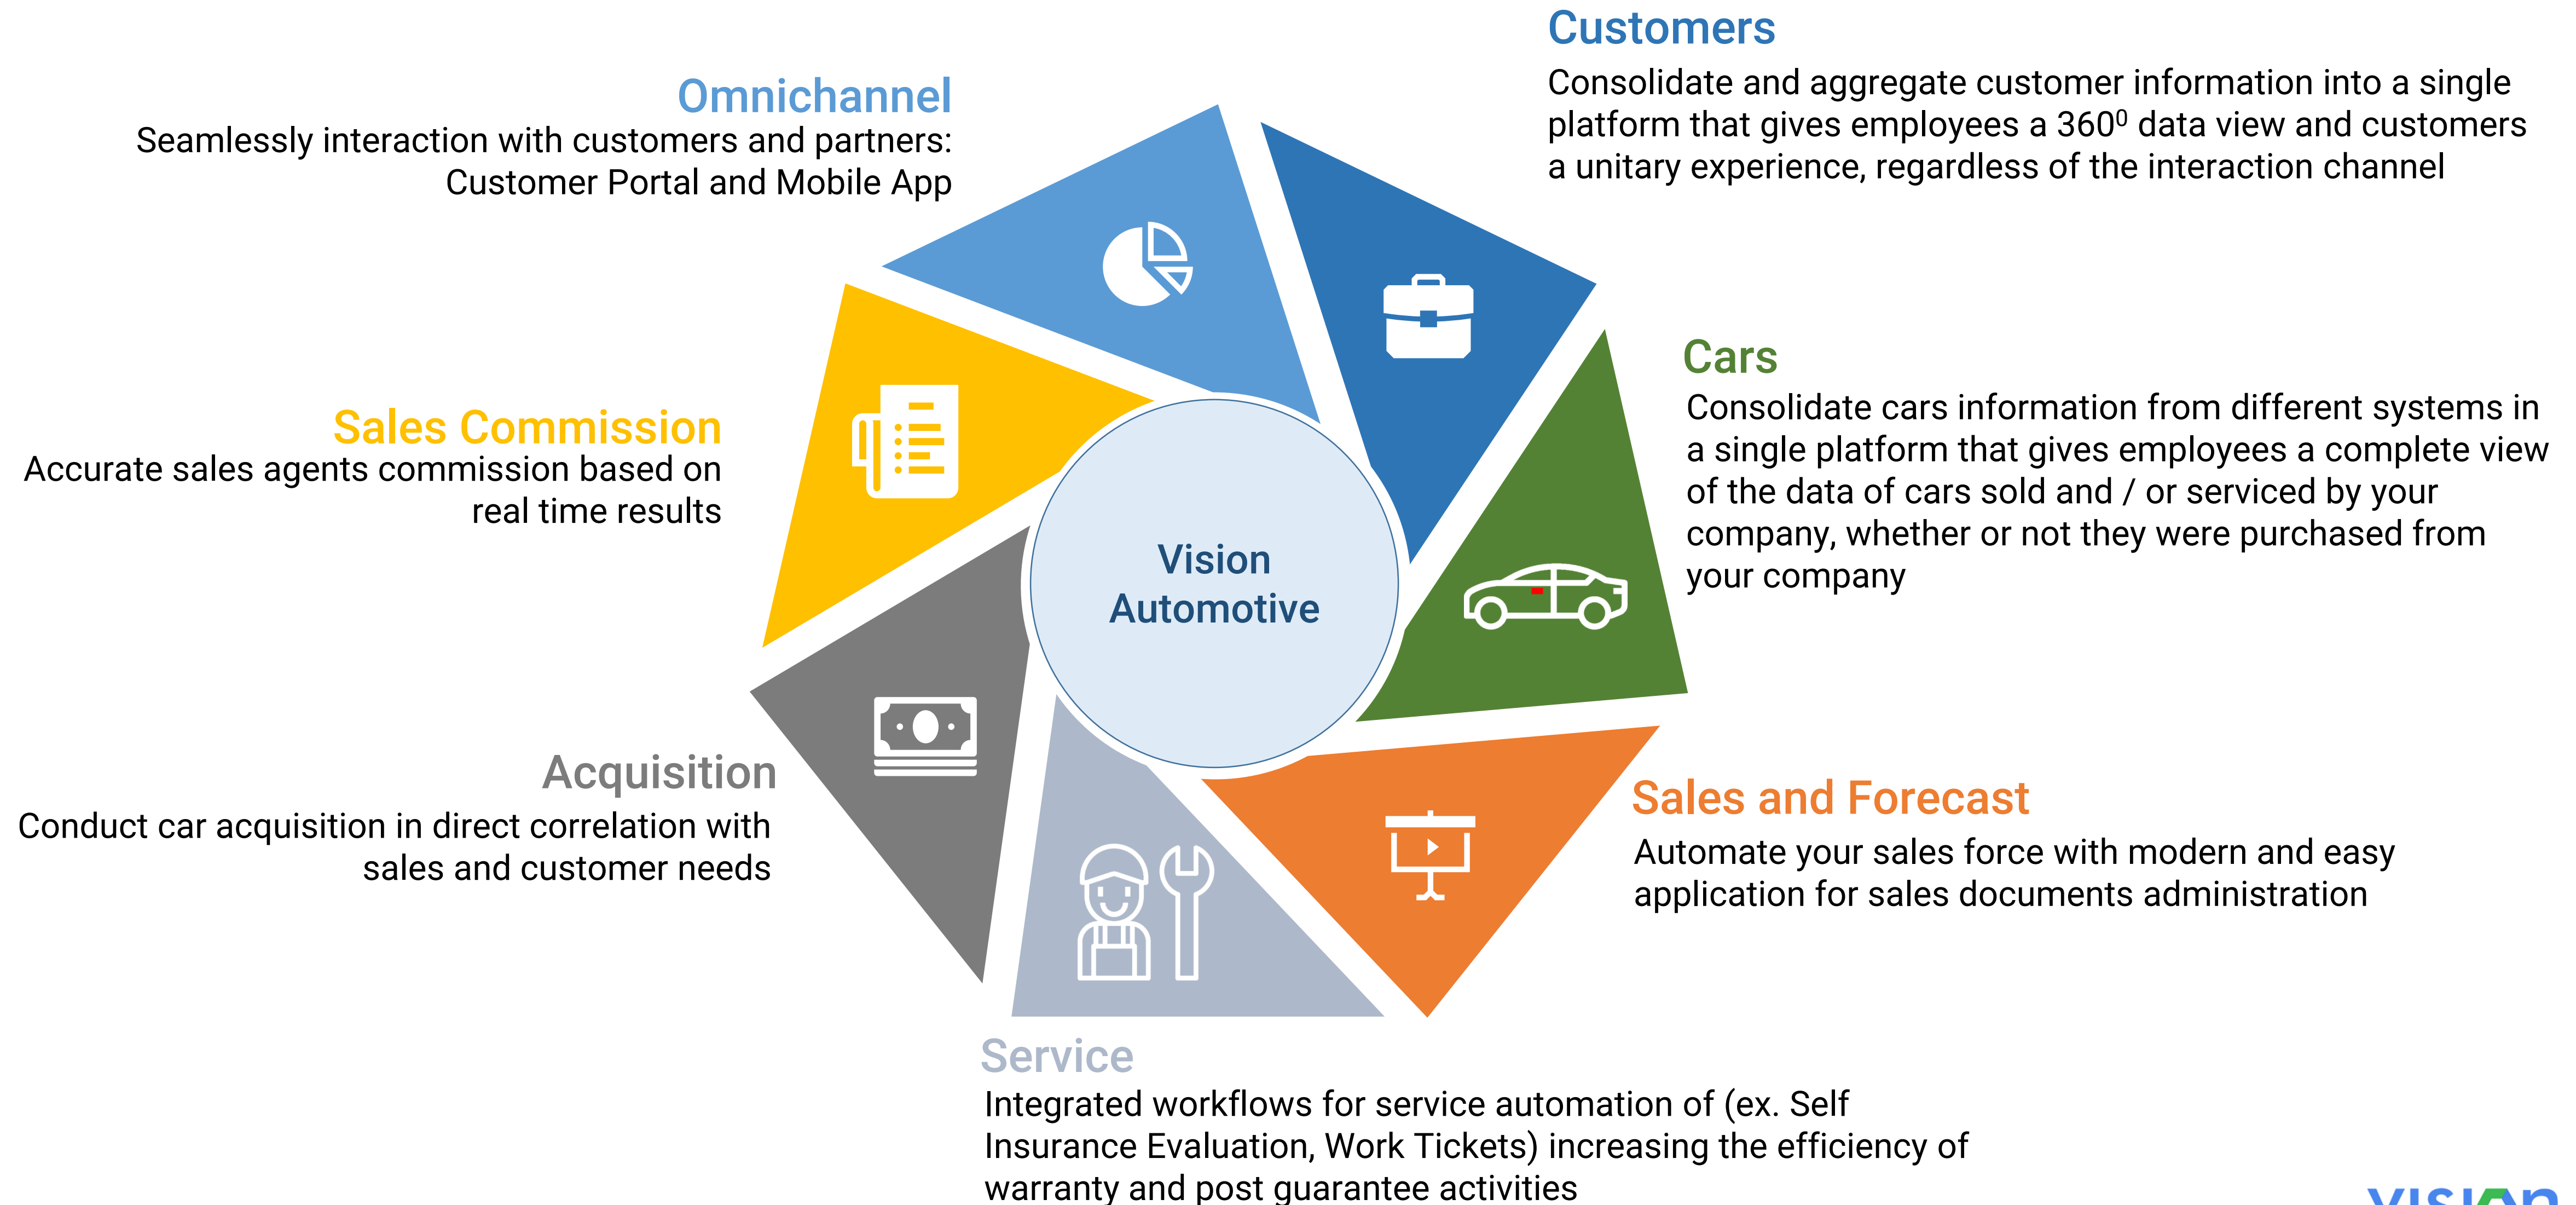 Customers
Consolidate and aggregate customer information into a single
platform that gives employees a 360⁰ data view and customers
a unitary experience, regardless of the interaction channel
Omnichannel
Seamlessly interaction with customers and partners:
Customer Portal and Mobile App
Cars
Consolidate cars information from different systems in
a single platform that gives employees a complete view
of the data of cars sold and / or serviced by your
company, whether or not they were purchased from
your company
Sales Commission
Accurate sales agents commission based on
real time results
Vision
Automotive
Acquisition
Conduct car acquisition in direct correlation with
sales and customer needs
Sales and Forecast
Automate your sales force with modern and easy
application for sales documents administration
Service
Integrated workflows for service automation of (ex. Self
Insurance Evaluation, Work Tickets) increasing the efficiency of
warranty and post guarantee activities